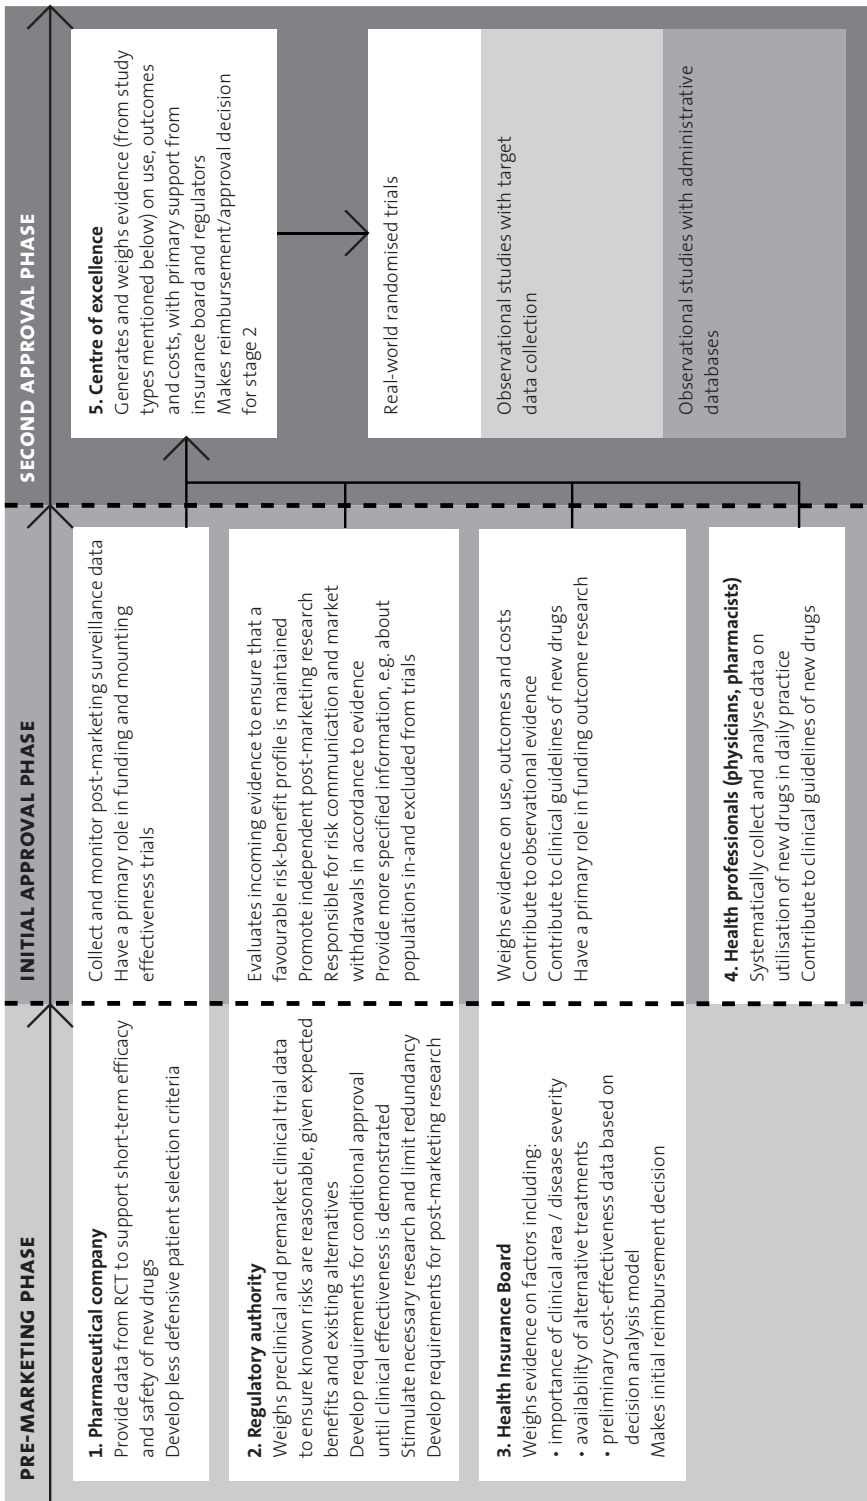 PRE-MARKETING PHASE
INITIAL APPROVAL PHASE
SECOND APPROVAL PHASE
1. Pharmaceutical company
Provide data from RCT to support short-term efficacy
and safety of new drugs
Develop less defensive patient selection criteria
Collect and monitor post-marketing surveillance data
Have a primary role in funding and mounting
effectiveness trials
2. Regulatory authority
Weighs preclinical and premarket clinical trial data
to ensure known risks are reasonable, given expected
benefits and existing alternatives
Develop requirements for conditional approval
until clinical effectiveness is demonstrated
Stimulate necessary research and limit redundancy
Develop requirements for post-marketing research
Evaluates incoming evidence to ensure that a
favourable risk-benefit profile is maintained
Promote independent post-marketing research
Responsible for risk communication and market
withdrawals in accordance to evidence
Provide more specified information, e.g. about
populations in-and excluded from trials
3. Health Insurance Board
Weighs evidence on factors including:
• importance of clinical area / disease severity
• availability of alternative treatments
• preliminary cost-effectiveness data based on
decision analysis model
Makes initial reimbursement decision
Weighs evidence on use, outcomes and costs
Contribute to observational evidence
Contribute to clinical guidelines of new drugs
Have a primary role in funding outcome research
4. Health professionals (physicians, pharmacists)
Systematically collect and analyse data on
utilisation of new drugs in daily practice
Contribute to clinical guidelines of new drugs
5. Centre of excellence
Generates and weighs evidence (from study
types mentioned below) on use, outcomes
and costs, with primary support from
insurance board and regulators
Makes reimbursement/approval decision
for stage 2
Real-world randomised trials
Observational studies with target
data collection
Observational studies with administrative
databases